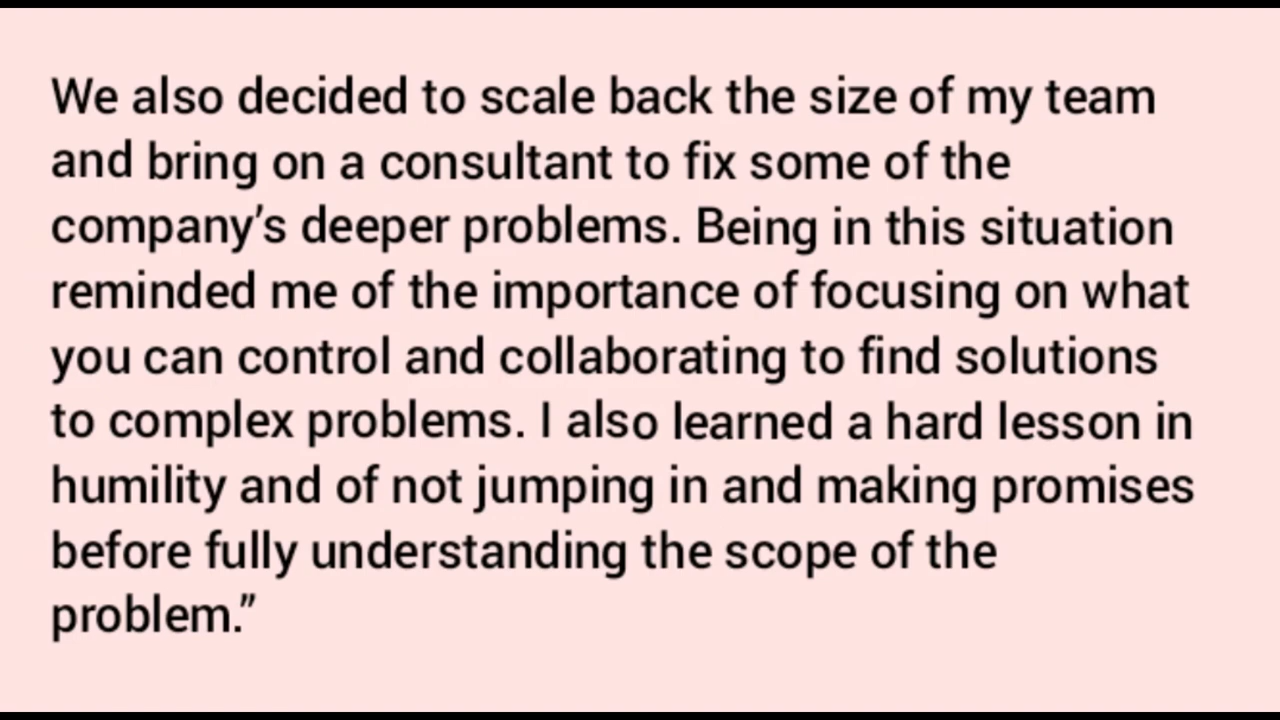 We also decided to scale back the size of my team
and bring on a consultant to fix some of the
company’s deeper problems. Being in this situation
reminded me of the importance of focusing on what
you can control and collaborating to find solutions
to complex problems. I also learned a hard lesson in
humility and of not jumping in and making promises
before fully understanding the scope of the
problem.”